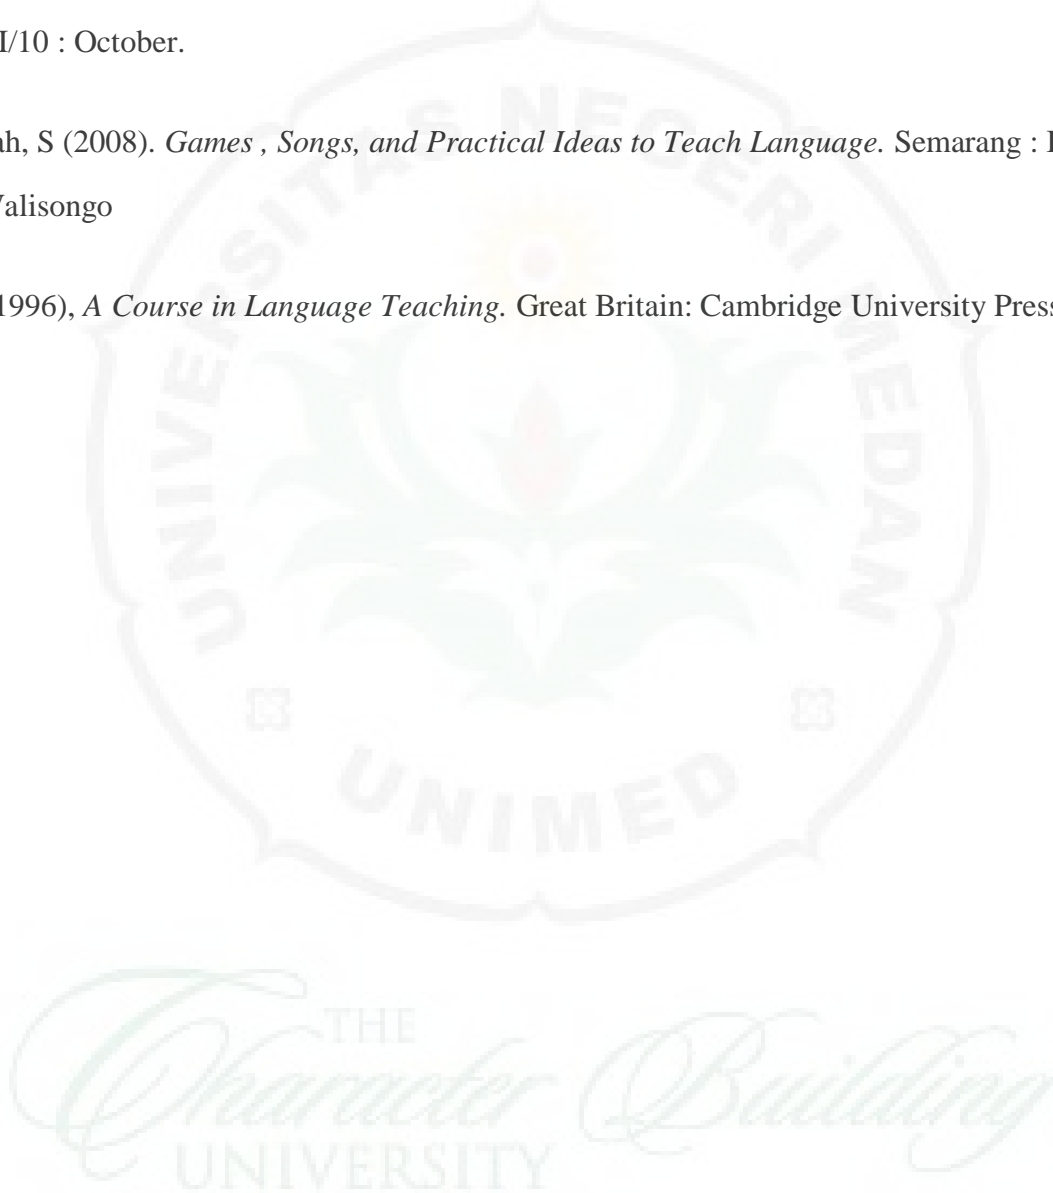 I/10 : October.
ah, S (2008). Games , Songs, and Practical Ideas to Teach Language. Semarang :
Valisongo
1996), A Course in Language Teaching. Great Britain: Cambridge University Press
UNIVERSITAS NEGERI MEDAN
UNIMED
THE
Character Building
UNIVERSITY